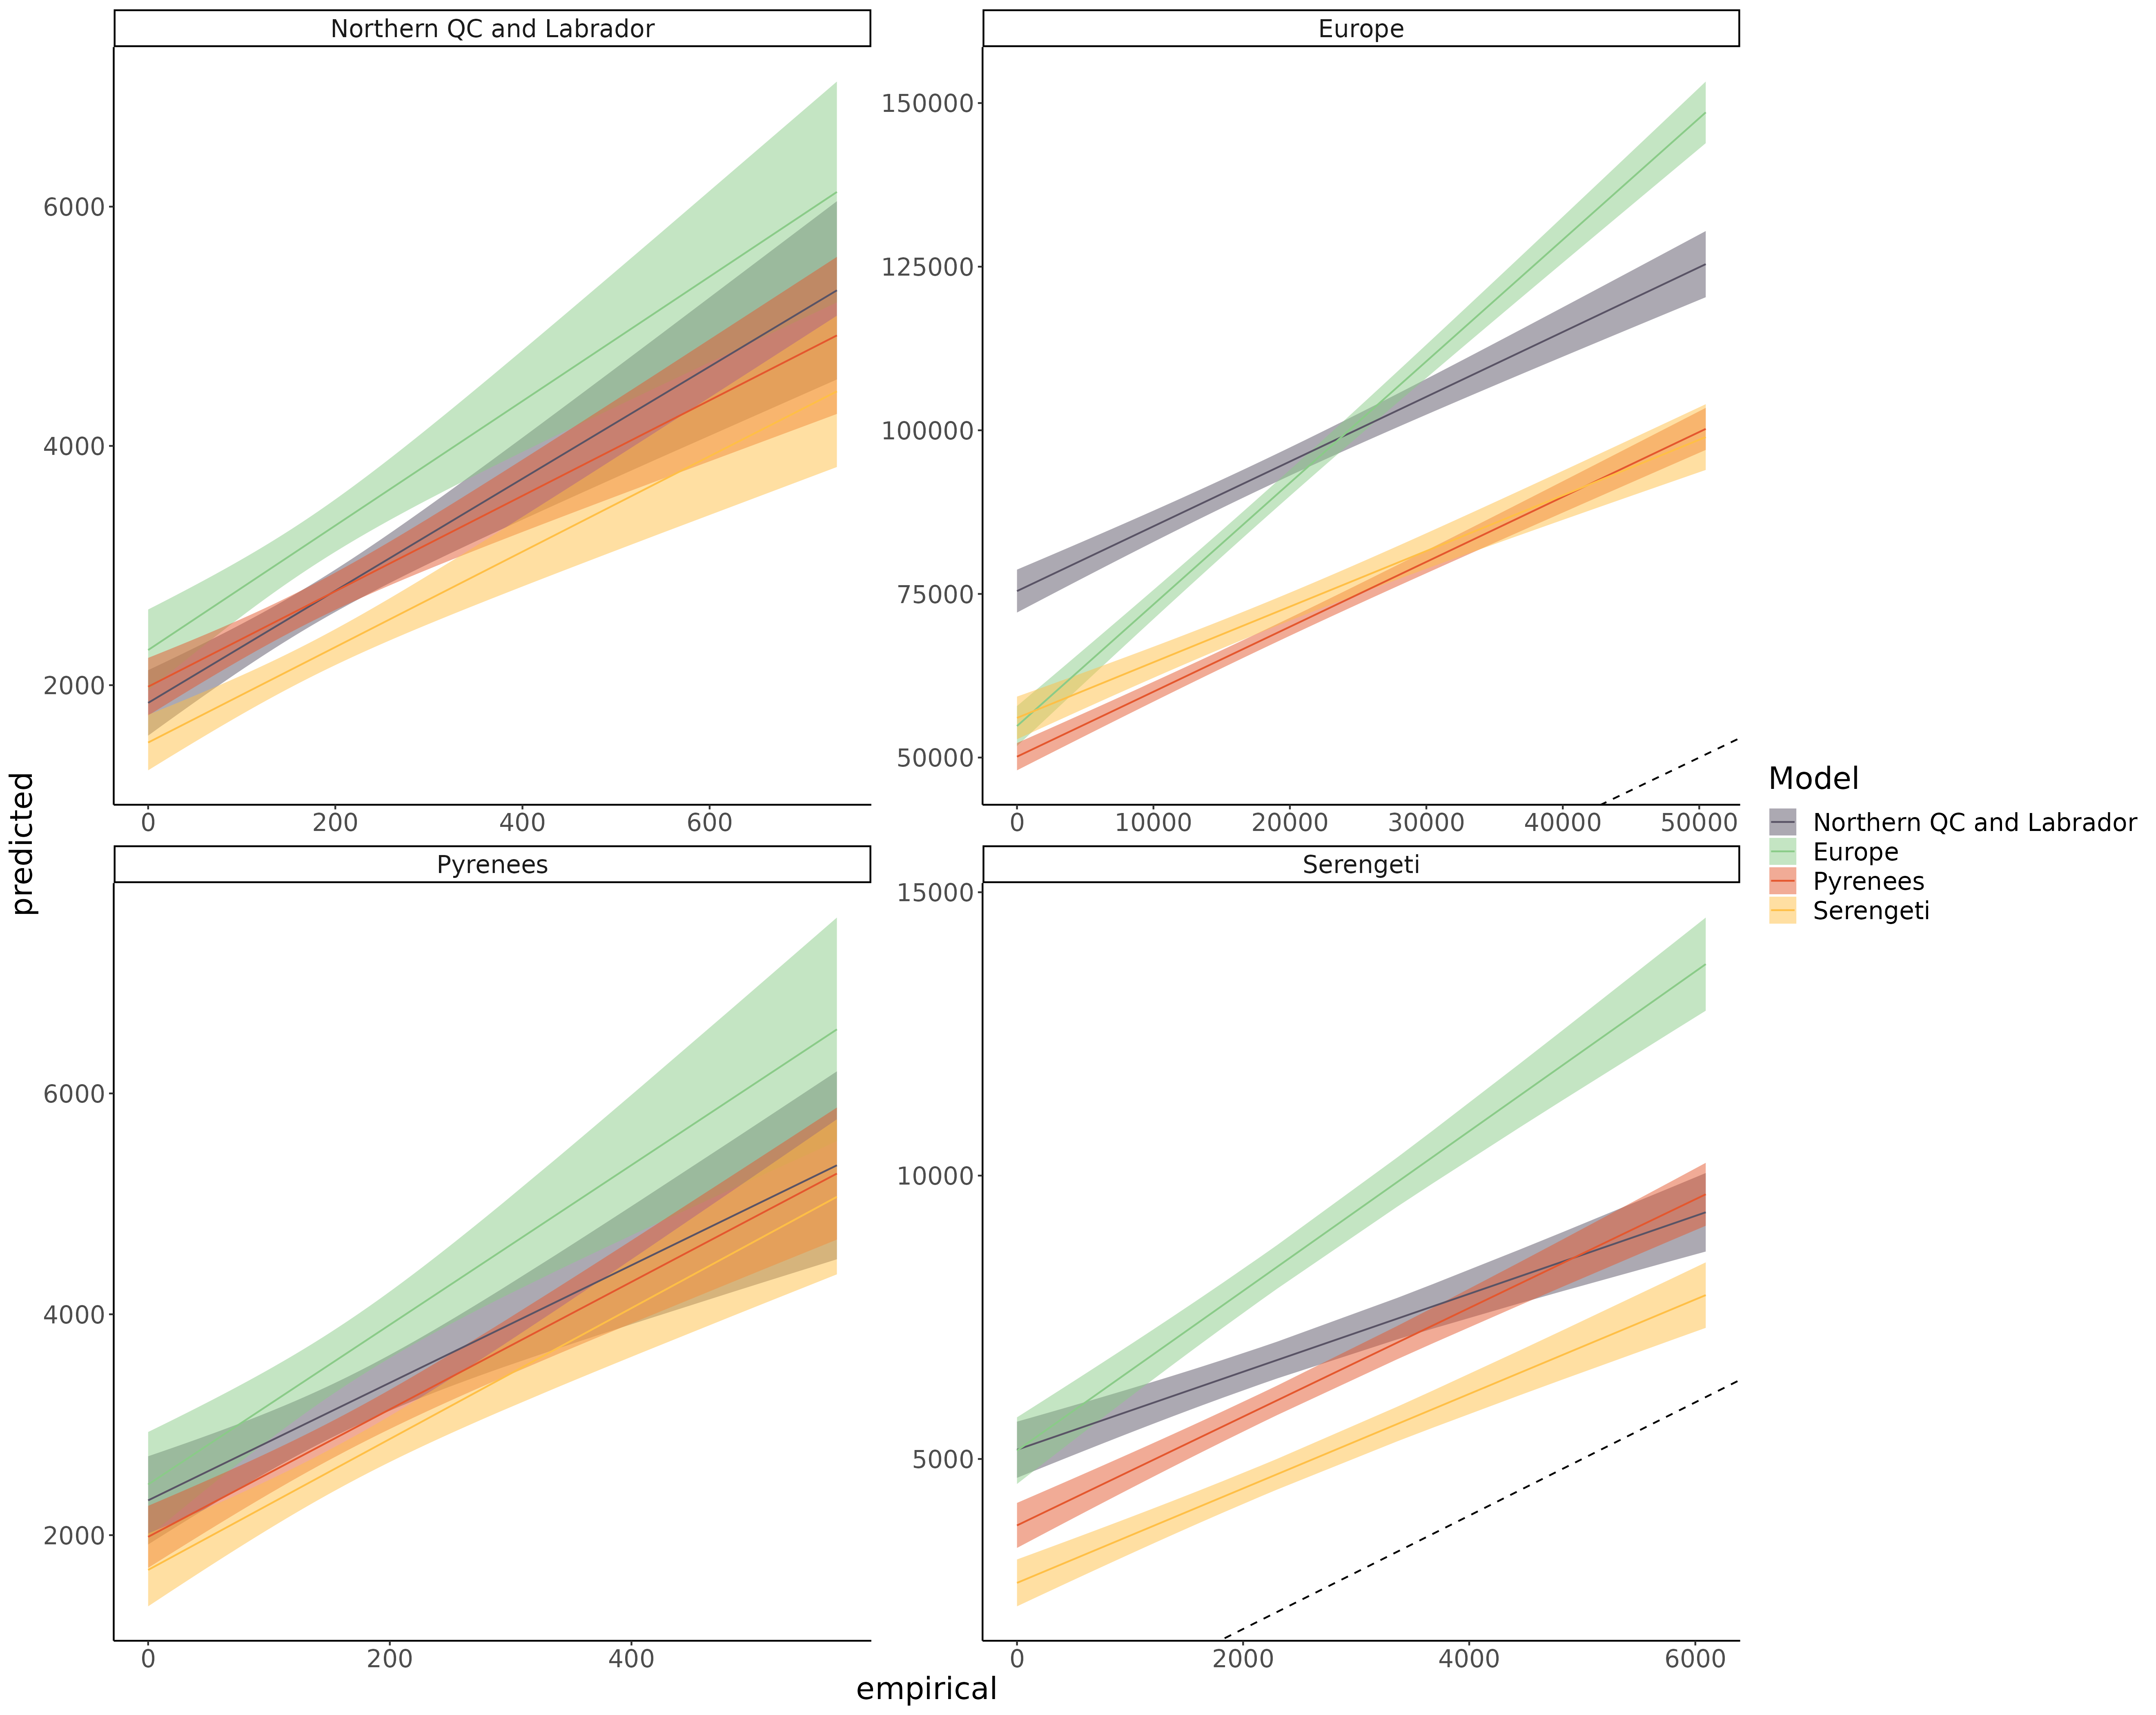 Northern QC and Labrador
Europe
6000
4000
2000
0 200 400 600
150000
125000
100000
75000
50000
0 10000 20000 30000 40000 50000
predicted
Pyrenees
Serengeti
6000
4000
2000
0 200 400
15000
10000
5000
0 2000 4000 6000
empirical
Model
Northern QC and Labrador
Europe
Pyrenees
Serengeti